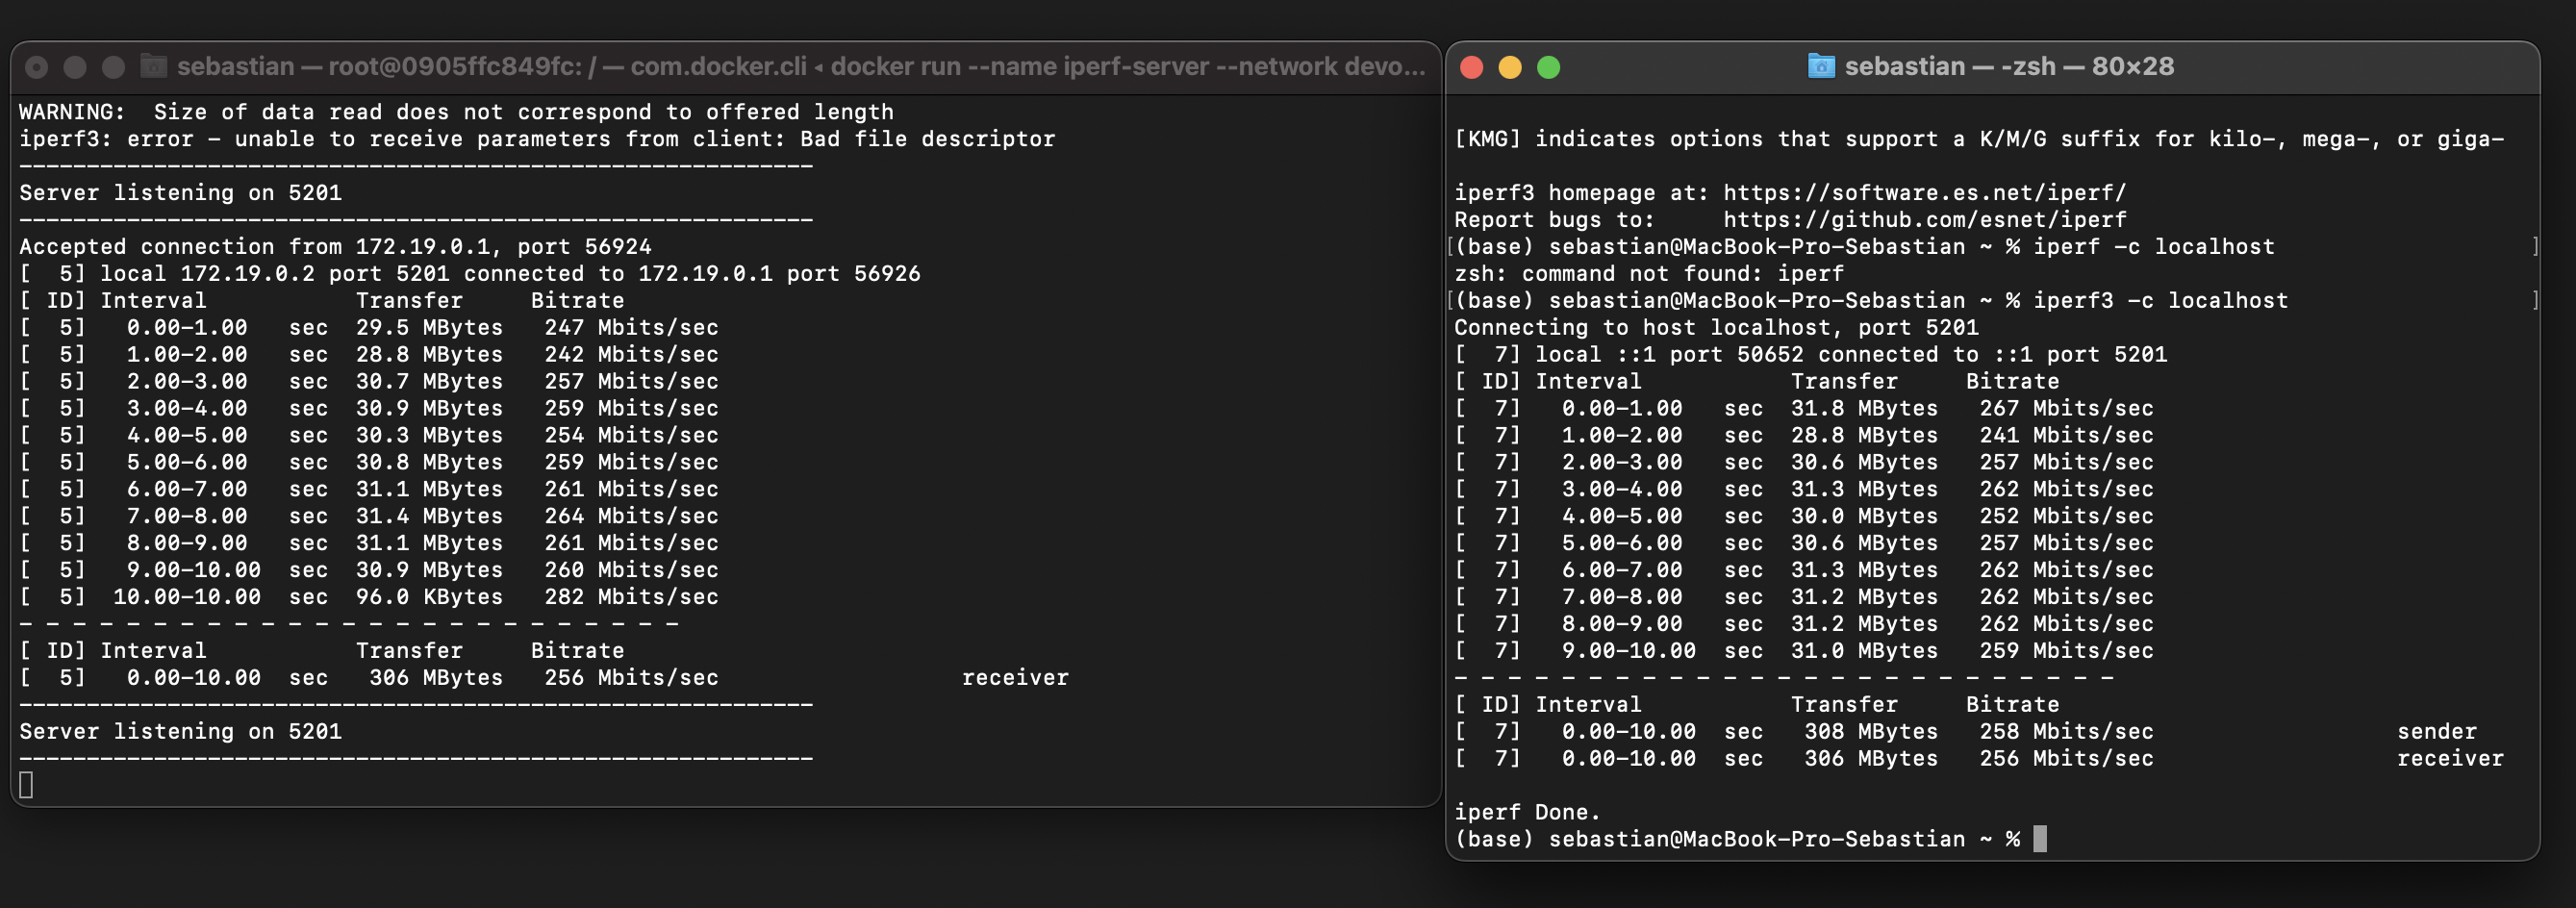 sebastian — root@0905ffc849fc: / — com.docker.cli ◂ docker run --name iperf-server --network devo...
WARNING:  Size of data read does not correspond to offered length
iperf3: error - unable to receive parameters from client: Bad file descriptor
-----------------------------------------------------------
Server listening on 5201
-----------------------------------------------------------
Accepted connection from 172.19.0.1, port 56924
[  5] local 172.19.0.2 port 5201 connected to 172.19.0.1 port 56926
[ ID] Interval           Transfer     Bitrate
[  5]   0.00-1.00   sec  29.5 MBytes   247 Mbits/sec
[  5]   1.00-2.00   sec  28.8 MBytes   242 Mbits/sec
[  5]   2.00-3.00   sec  30.7 MBytes   257 Mbits/sec
[  5]   3.00-4.00   sec  30.9 MBytes   259 Mbits/sec
[  5]   4.00-5.00   sec  30.3 MBytes   254 Mbits/sec
[  5]   5.00-6.00   sec  30.8 MBytes   259 Mbits/sec
[  5]   6.00-7.00   sec  31.1 MBytes   261 Mbits/sec
[  5]   7.00-8.00   sec  31.4 MBytes   264 Mbits/sec
[  5]   8.00-9.00   sec  31.1 MBytes   261 Mbits/sec
[  5]   9.00-10.00  sec  30.9 MBytes   260 Mbits/sec
[  5]  10.00-10.00  sec  96.0 KBytes   282 Mbits/sec
- - - - - - - - - - - - - - - - - - - - - - - - -
[ ID] Interval           Transfer     Bitrate
[  5]   0.00-10.00  sec   306 MBytes   256 Mbits/sec                  receiver
-----------------------------------------------------------
Server listening on 5201
-----------------------------------------------------------
sebastian — -zsh — 80×28
[KMG] indicates options that support a K/M/G suffix for kilo-, mega-, or giga-
iperf3 homepage at: https://software.es.net/iperf/
Report bugs to:     https://github.com/esnet/iperf
[(base) sebastian@MacBook-Pro-Sebastian ~ % iperf -c localhost ]
zsh: command not found: iperf
[(base) sebastian@MacBook-Pro-Sebastian ~ % iperf3 -c localhost ]
Connecting to host localhost, port 5201
[  7] local ::1 port 50652 connected to ::1 port 5201
[ ID] Interval           Transfer     Bitrate
[  7]   0.00-1.00   sec  31.8 MBytes   267 Mbits/sec
[  7]   1.00-2.00   sec  28.8 MBytes   241 Mbits/sec
[  7]   2.00-3.00   sec  30.6 MBytes   257 Mbits/sec
[  7]   3.00-4.00   sec  31.3 MBytes   262 Mbits/sec
[  7]   4.00-5.00   sec  30.0 MBytes   252 Mbits/sec
[  7]   5.00-6.00   sec  30.6 MBytes   257 Mbits/sec
[  7]   6.00-7.00   sec  31.3 MBytes   262 Mbits/sec
[  7]   7.00-8.00   sec  31.2 MBytes   262 Mbits/sec
[  7]   8.00-9.00   sec  31.2 MBytes   262 Mbits/sec
[  7]   9.00-10.00  sec  31.0 MBytes   259 Mbits/sec
- - - - - - - - - - - - - - - - - - - - - - - - -
[ ID] Interval           Transfer     Bitrate
[  7]   0.00-10.00  sec   308 MBytes   258 Mbits/sec                  sender
[  7]   0.00-10.00  sec   306 MBytes   256 Mbits/sec                  receiver
iperf Done.
(base) sebastian@MacBook-Pro-Sebastian ~ %